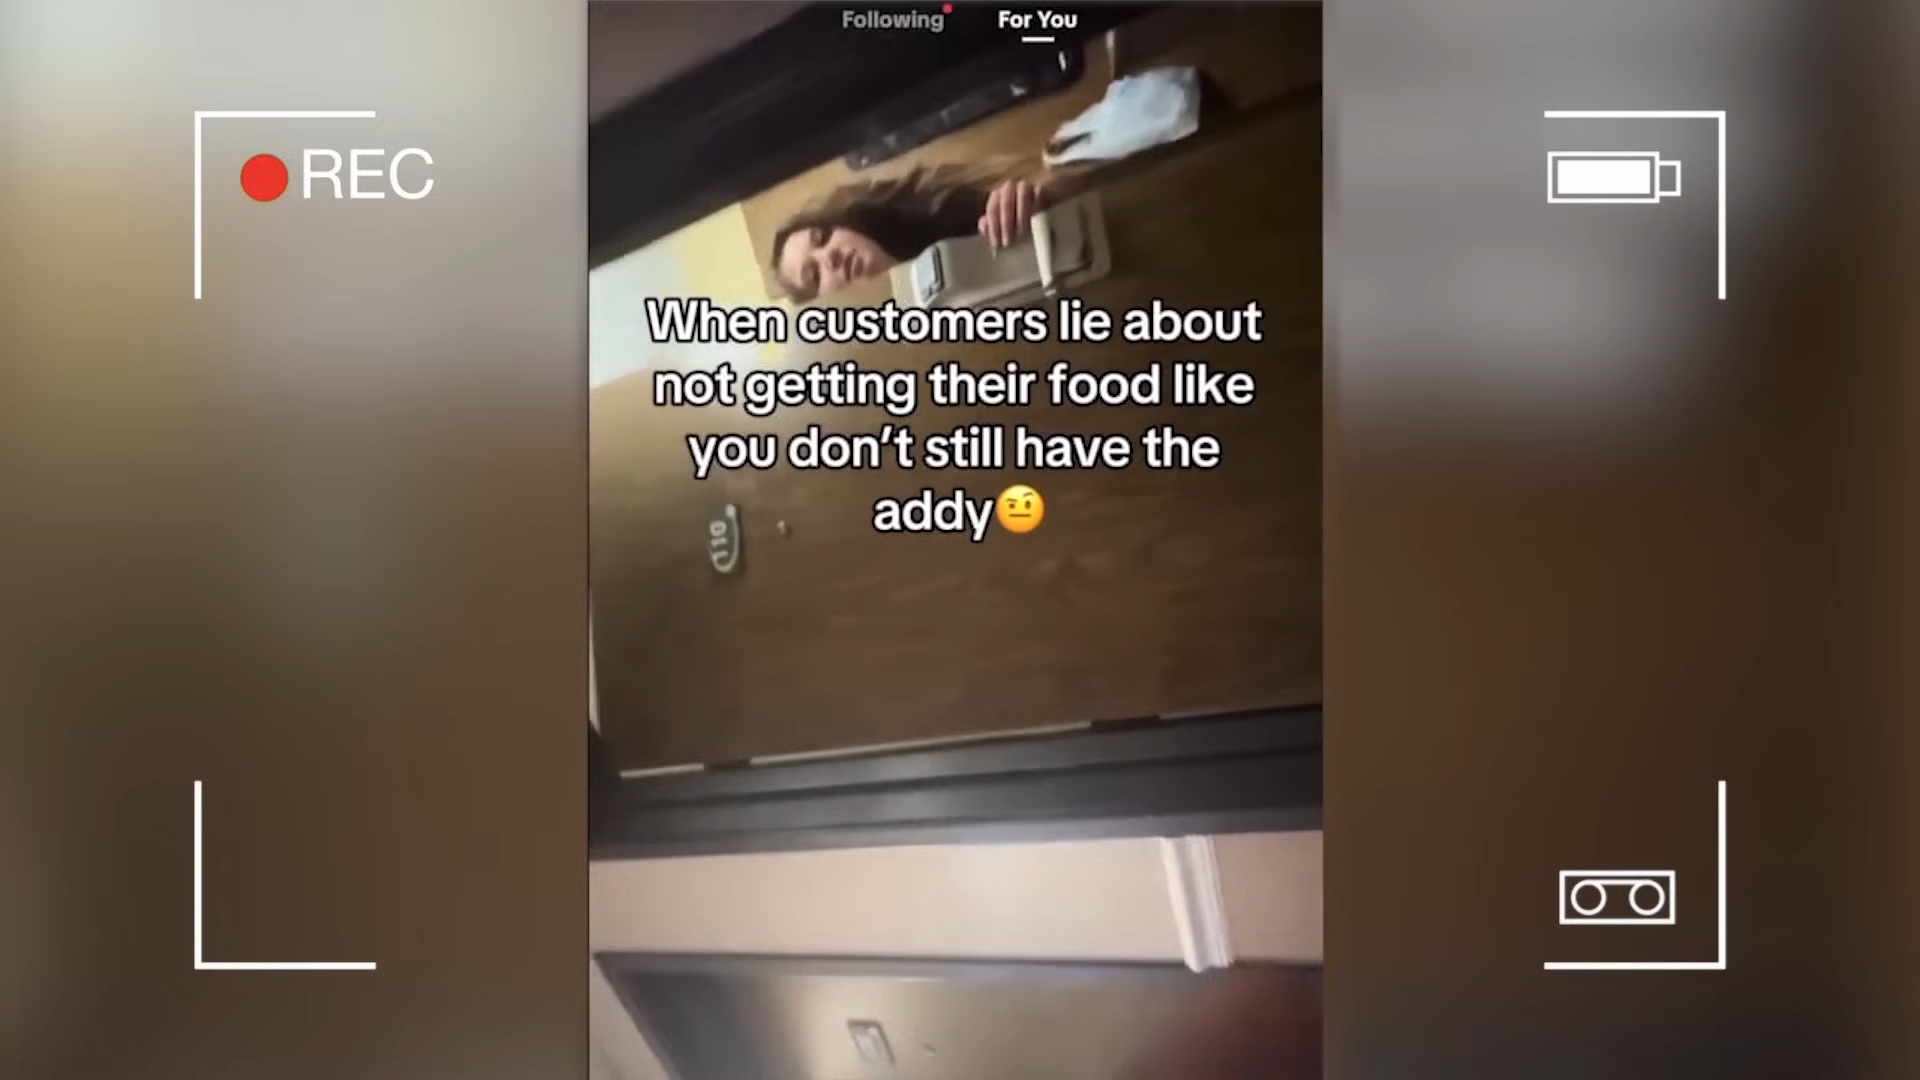 Following
For You
REC
When customers lie about
not getting their food like
you don't still have the
addy🤨
110